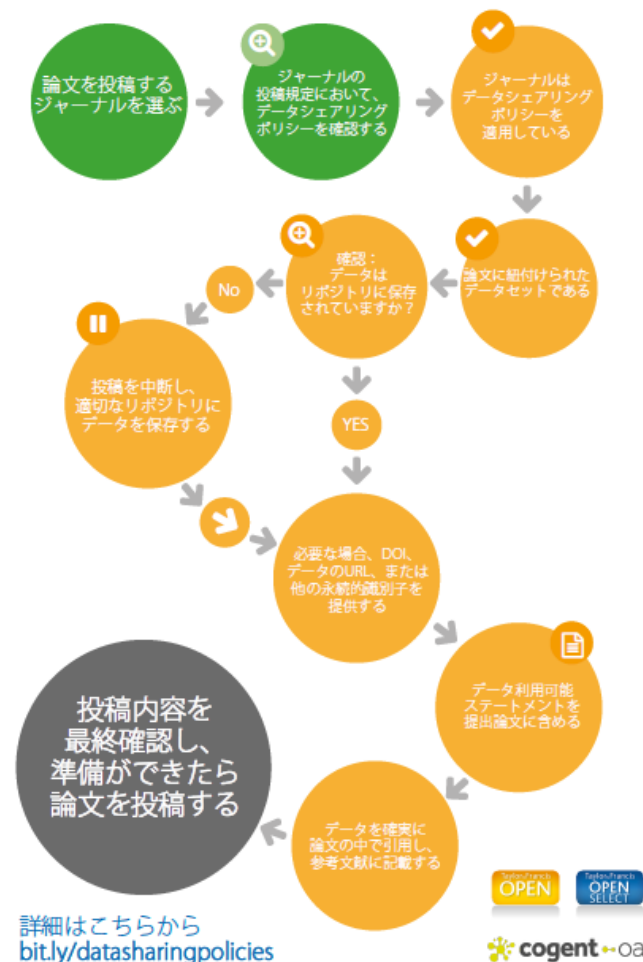 論文を投稿する
ジャーナルを選ぶ
ジャーナルの
投稿規定において、
データシェアリング
ポリシーを確認する
ジャーナルは
データシェアリング
ポリシーを
適用している
論文に紐付けられた
データセットである
確認：
データは
リポジトリに保存
されていますか？
No
投稿を中断し、
適切なリポジトリに
データを保存する
YES
必要な場合、DOI、
データのURL、または
他の永続的識別子を
提供する
データ利用可能
ステートメントを
提出論文に含める
データを確実に
論文の中で引用し、
参考文献に記載する
投稿内容を
最終確認し、
準備ができたら
論文を投稿する
詳細はこちらから
bit.ly/datasharingpolicies
Taylor & Francis
OPEN
Taylor & Francis
OPEN
SELECT
cogent oa